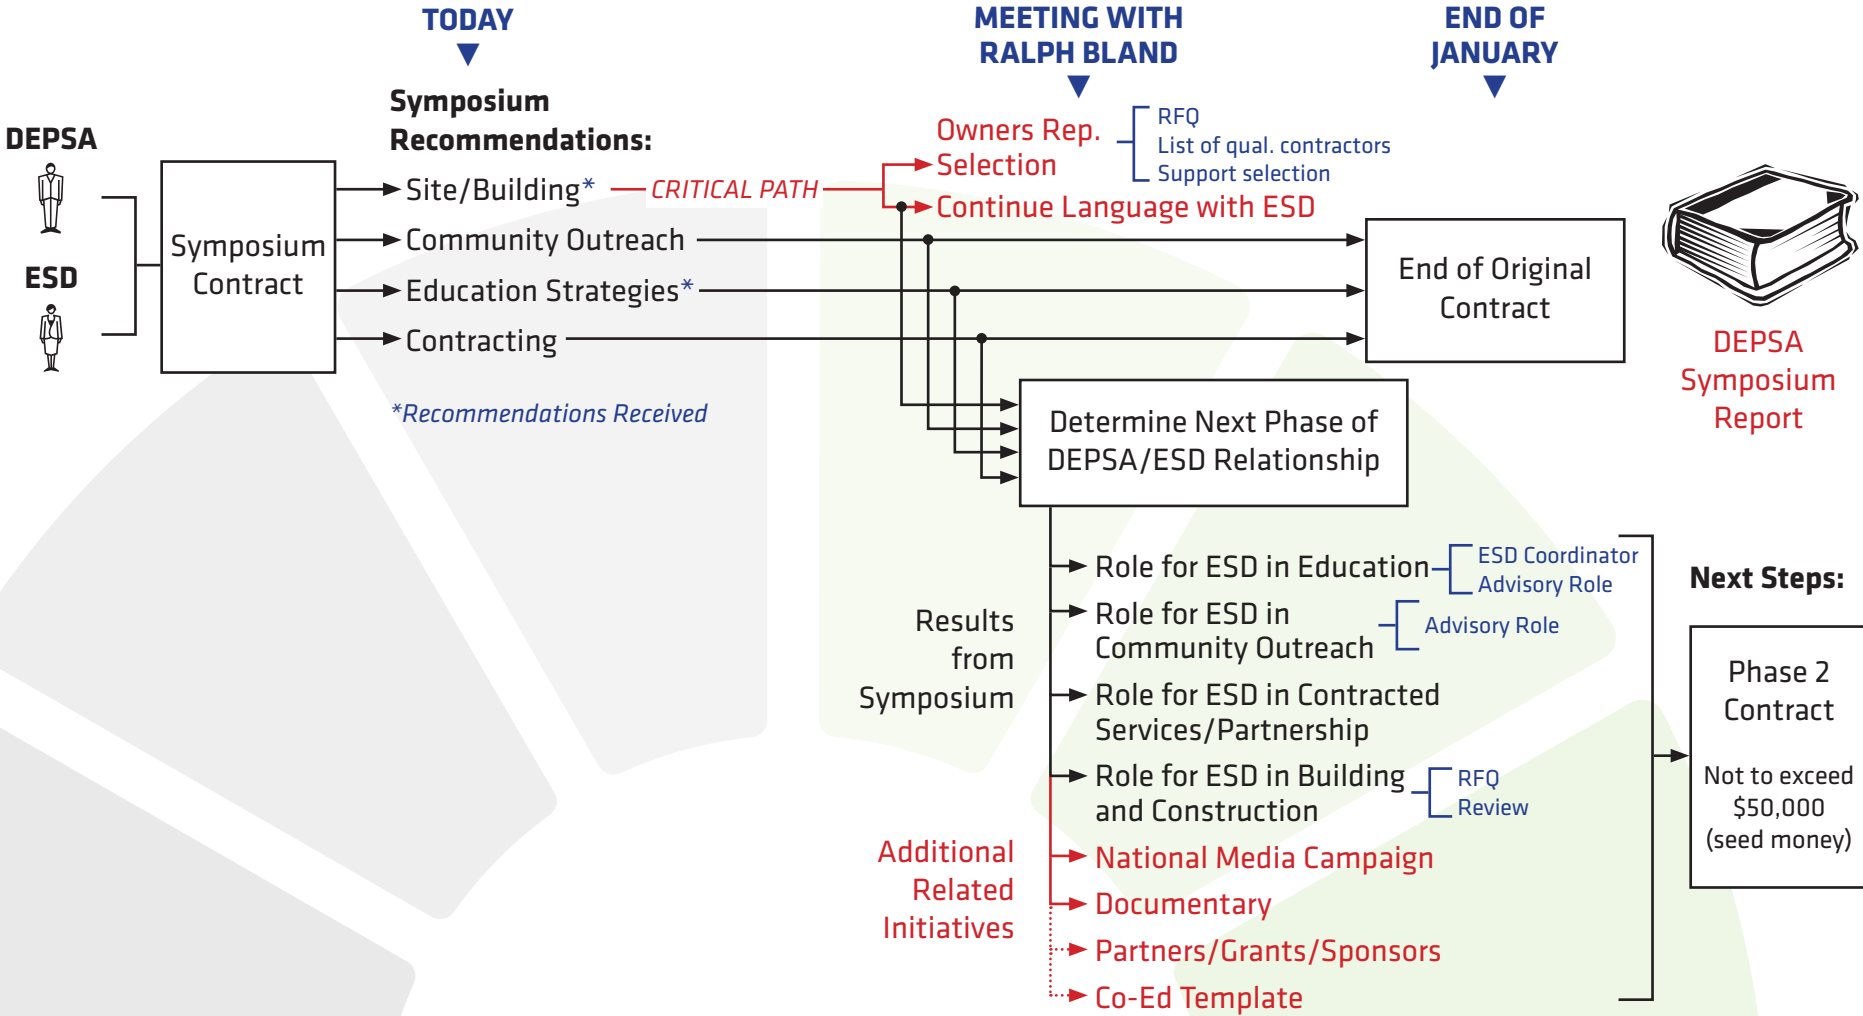 TODAY
MEETING WITH
RALPH BLAND
END OF
JANUARY
DEPSA
ESD
Symposium
Contract
Symposium
Recommendations:
Site/Building*
CRITICAL PATH
Community Outreach
Education Strategies*
Contracting
*Recommendations Received
Owners Rep.
Selection
RFQ
List of qual. contractors
Support selection
Continue Language with ESD
End of Original
Contract
DEPSA
Symposium
Report
Determine Next Phase of
DEPSA/ESD Relationship
Results
from
Symposium
Role for ESD in Education
ESD Coordinator
Advisory Role
Role for ESD in
Community Outreach
Advisory Role
Role for ESD in Contracted
Services/Partnership
Role for ESD in Building
and Construction
RFQ
Review
Additional
Related
Initiatives
National Media Campaign
Documentary
Partners/Grants/Sponsors
Co-Ed Template
Next Steps:
Phase 2
Contract
Not to exceed
$50,000
(seed money)